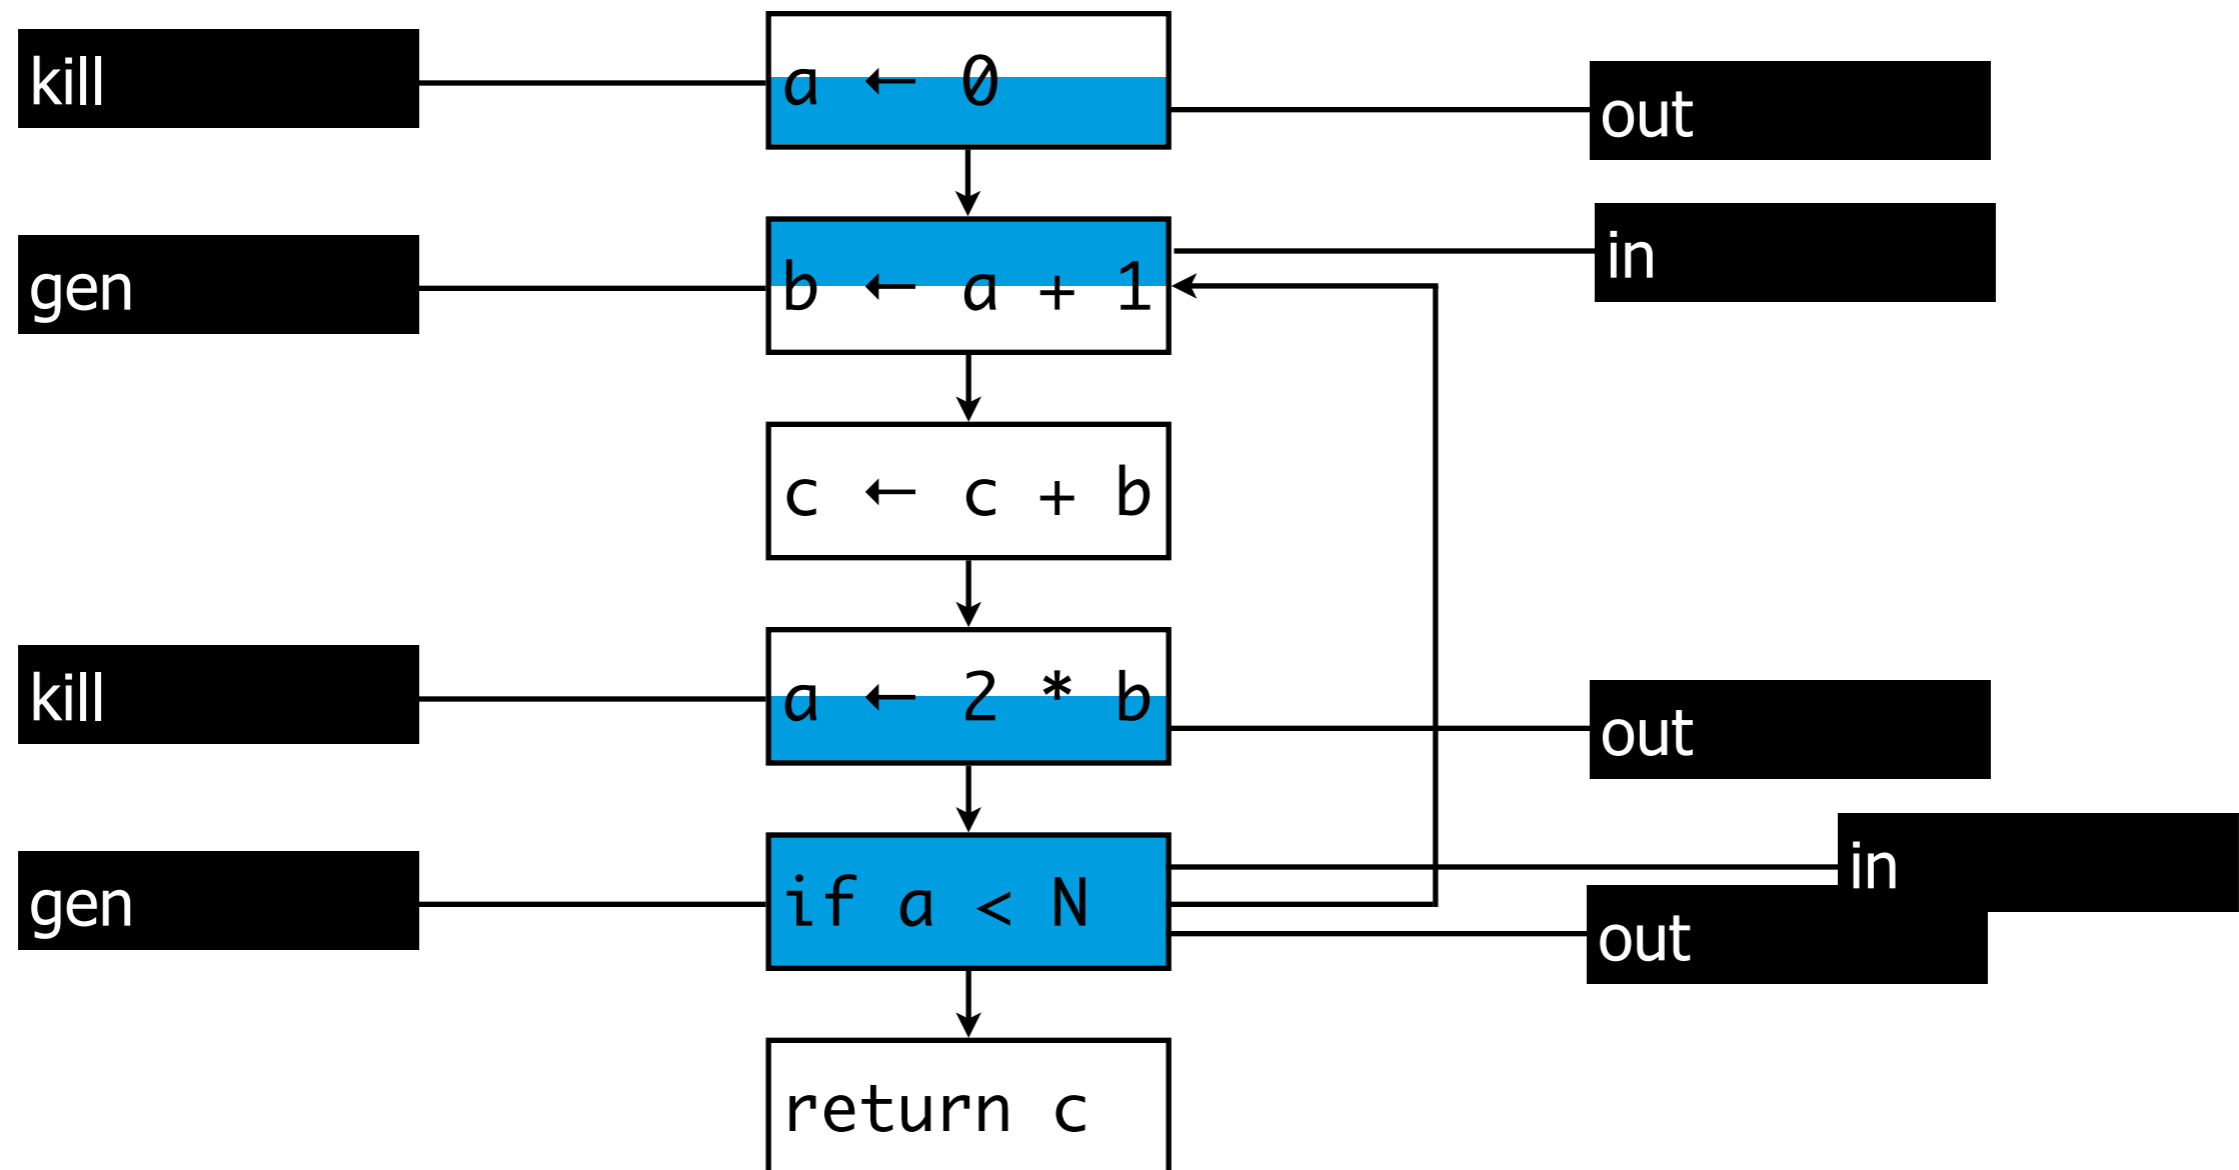 kill
a ← 0
out
in
gen
b ← a + 1
c ← c + b
kill
a ← 2 * b
out
in
gen
if a < N
out
return c